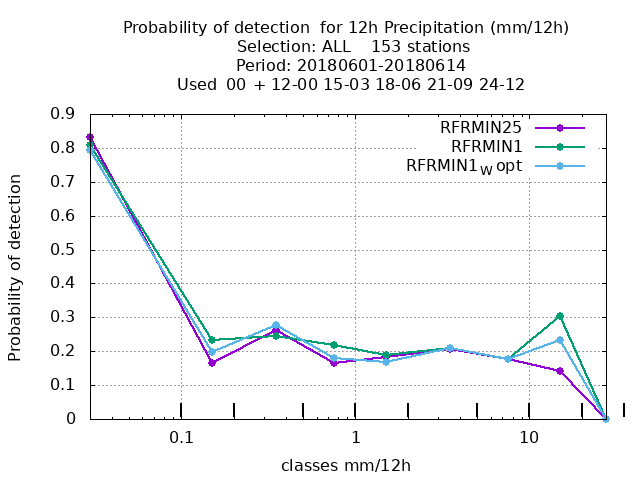 Probability of detection  for 12h Precipitation (mm/12h)
Selection: ALL    153 stations
Period: 20180601-20180614
Used  00 + 12-00 15-03 18-06 21-09 24-12
RFRMIN25
RFRMIN1
RFRMIN1W opt
0.9
0.8
0.7
0.6
0.5
0.4
0.3
0.2
0.1
0
Probability of detection
0.1 1 10
classes mm/12h